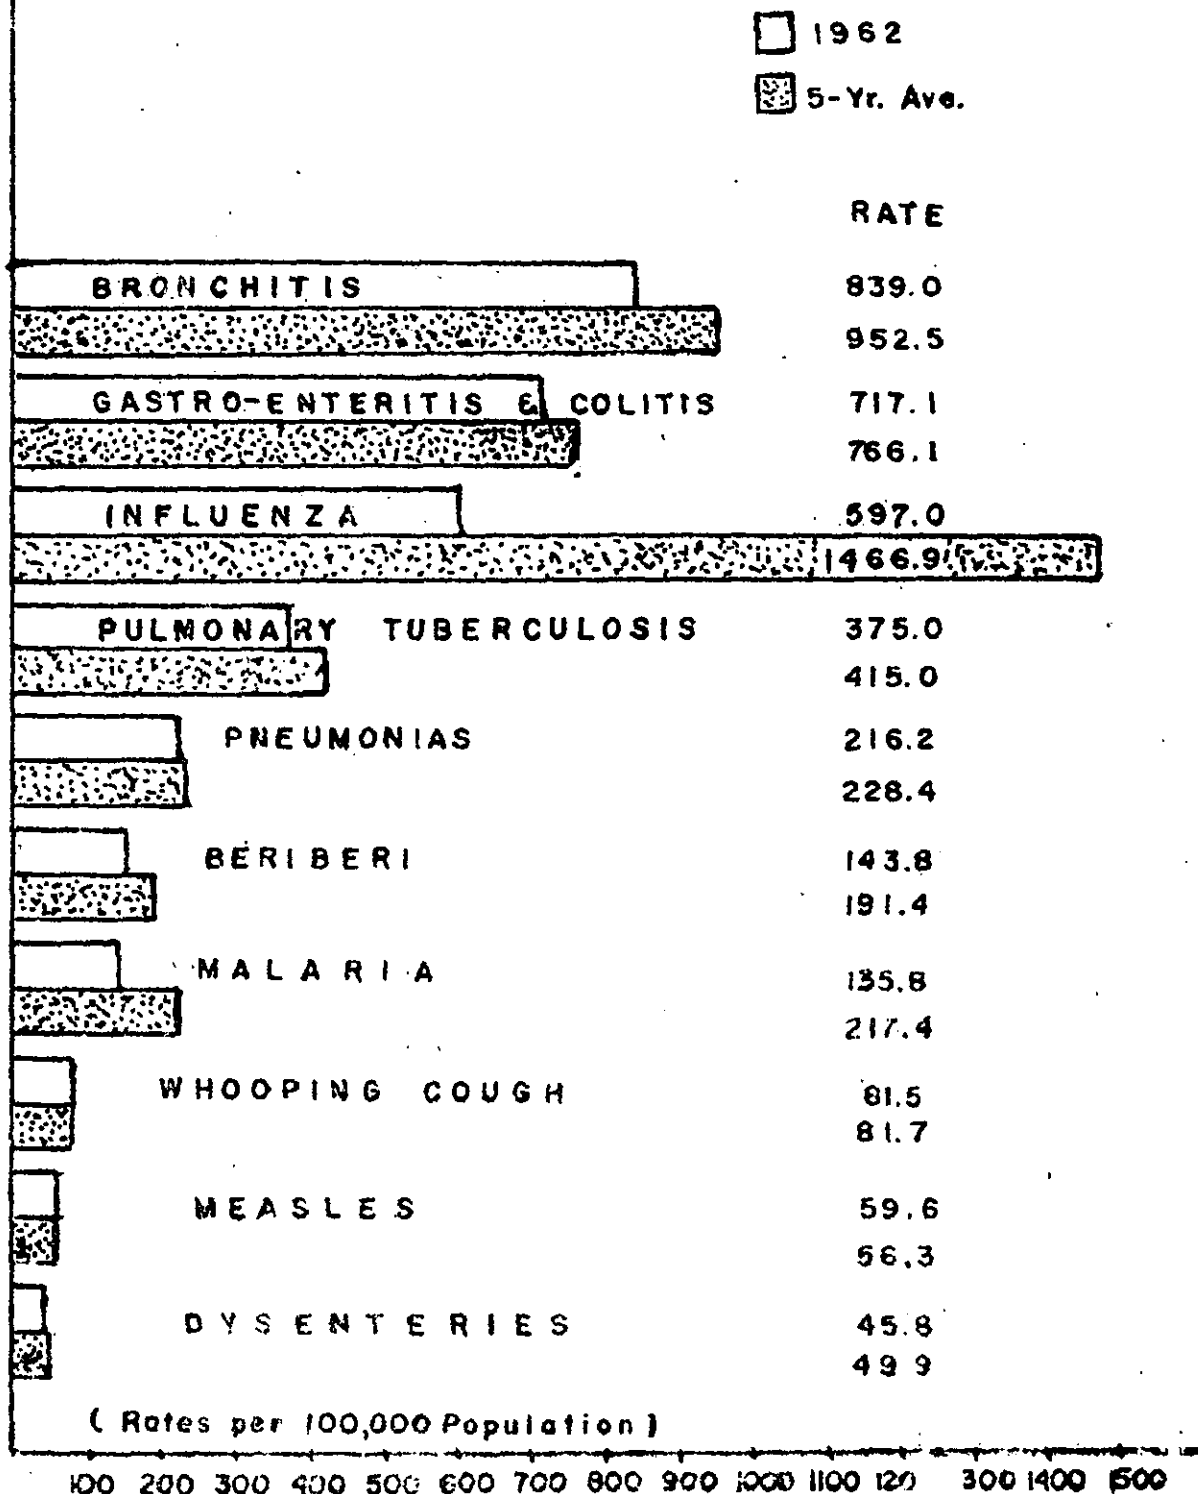 1962
5-Yr. Ave.
RATE
BRONCHITIS 839.0
952.5
GASTRO-ENTERITIS & COLITIS 717.1
766.1
INFLUENZA 597.0
1466.9
PULMONARY TUBERCULOSIS 375.0
415.0
PNEUMONIAS 216.2
228.4
BERIBERI 143.8
191.4
MALARIA 135.8
217.4
WHOOPING COUGH 81.5
81.7
MEASLES 59.6
56.3
DYSENTERIES 45.8
49.9
( Rates per 100,000 Population )
100 200 300 400 500 600 700 800 900 1000 1100 120 300 1400 1500